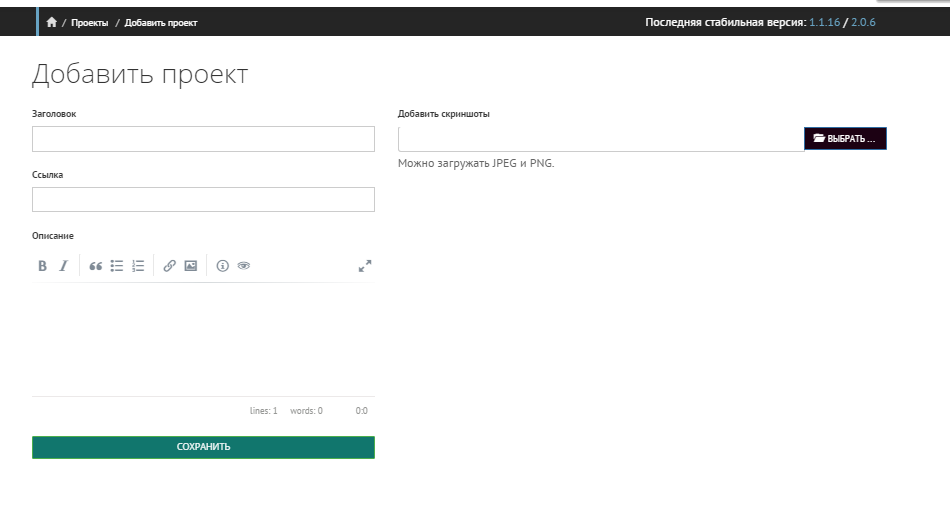 / Проекты / Добавить проект
Последняя стабильная версия: 1.1.16 / 2.0.6
Добавить проект
Заголовок
Ссылка
Описание
B I
lines: 1 words: 0 0:0
СОХРАНИТЬ
Добавить скриншоты
ВЫБРАТЬ ...
Можно загружать JPEG и PNG.